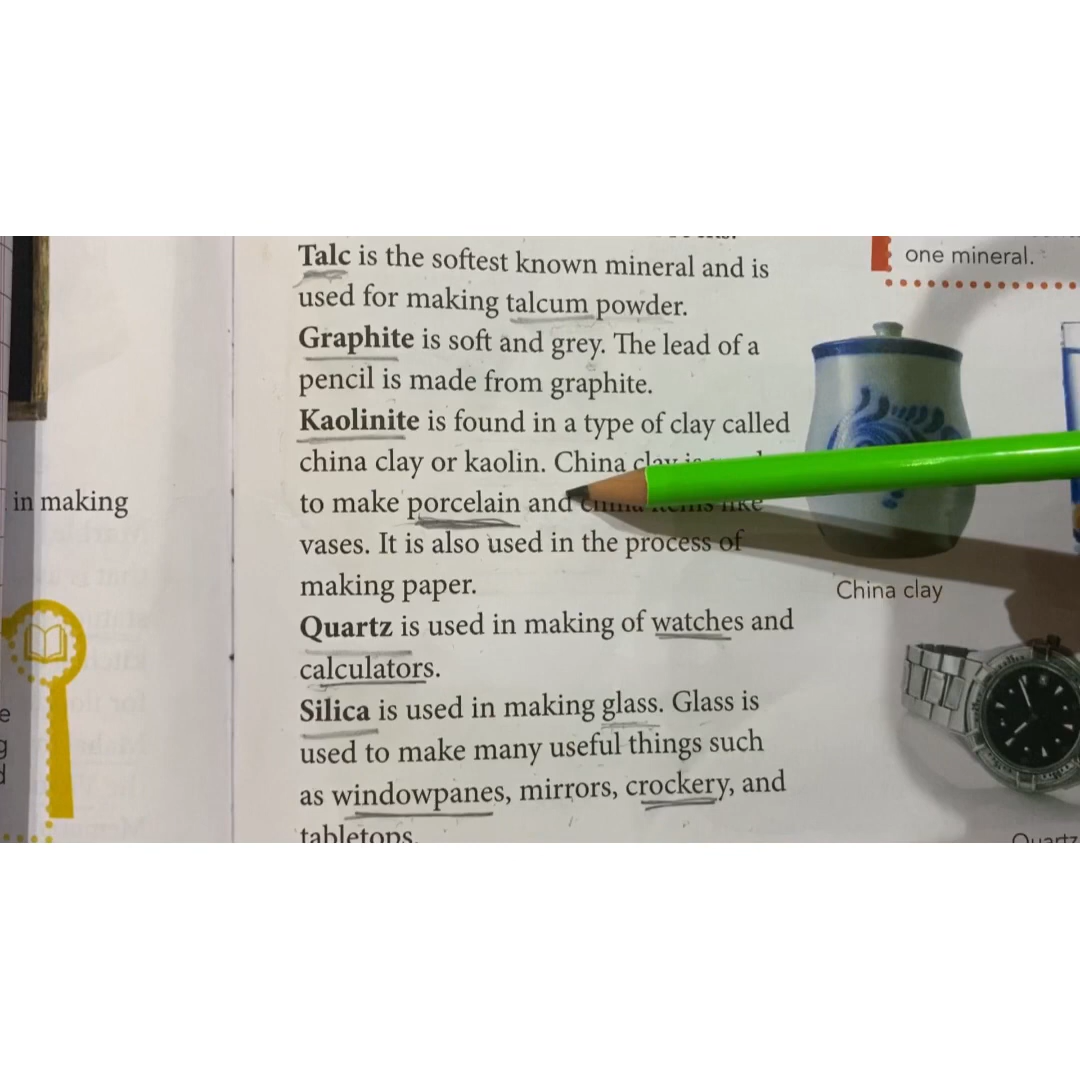 Talc is the softest known mineral and is
used for making talcum powder.
Graphite is soft and grey. The lead of a
pencil is made from graphite.
Kaolinite is found in a type of clay called
china clay or kaolin. China clay is
to make porcelain and china items like
vases. It is also used in the process of
making paper.
Quartz is used in making of watches and
calculators.
Silica is used in making glass. Glass is
used to make many useful things such
as windowpanes, mirrors, crockery, and
tabletops.
one mineral.
China clay
Quartz
in making